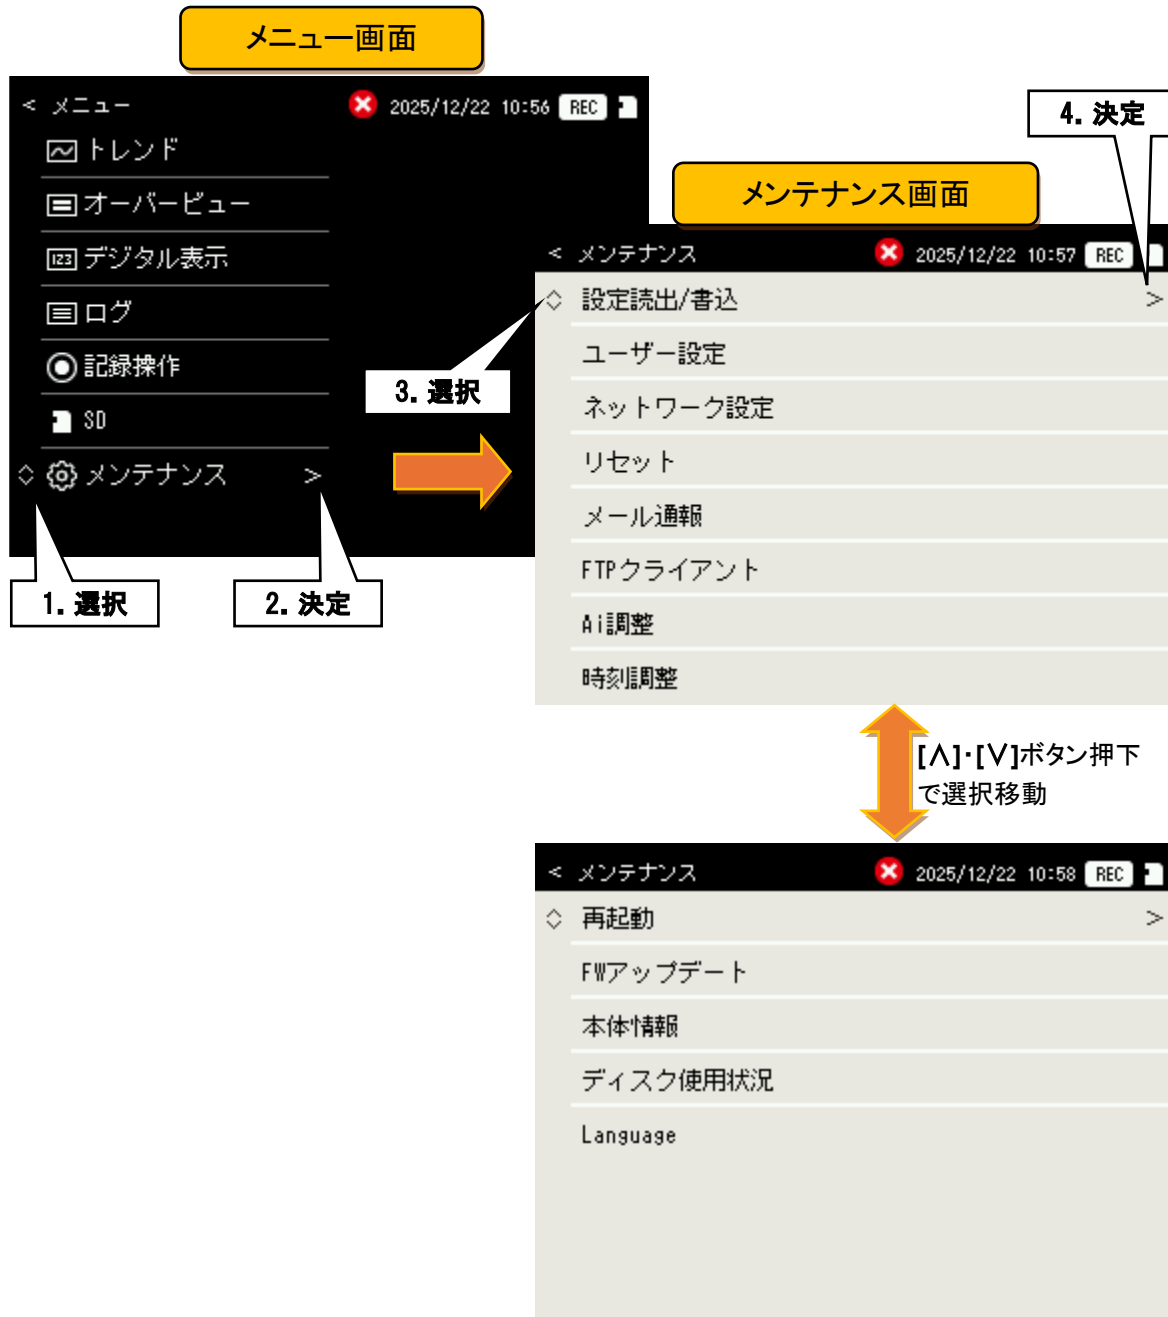 メニュー画面
< メニュー 2025/12/22 10:56 REC
トレンド
オーバービュー
123 デジタル表示
ログ
記録操作
SD
メンテナンス >
1. 選択
2. 決定
3. 選択
4. 決定
メンテナンス画面
< メンテナンス 2025/12/22 10:57 REC
設定読出/書込 >
ユーザー設定
ネットワーク設定
リセット
メール通報
FTPクライアント
Ai調整
時刻調整
[∧]・[∨]ボタン押下
で選択移動
< メンテナンス 2025/12/22 10:58 REC
再起動 >
FWアップデート
本体情報
ディスク使用状況
Language